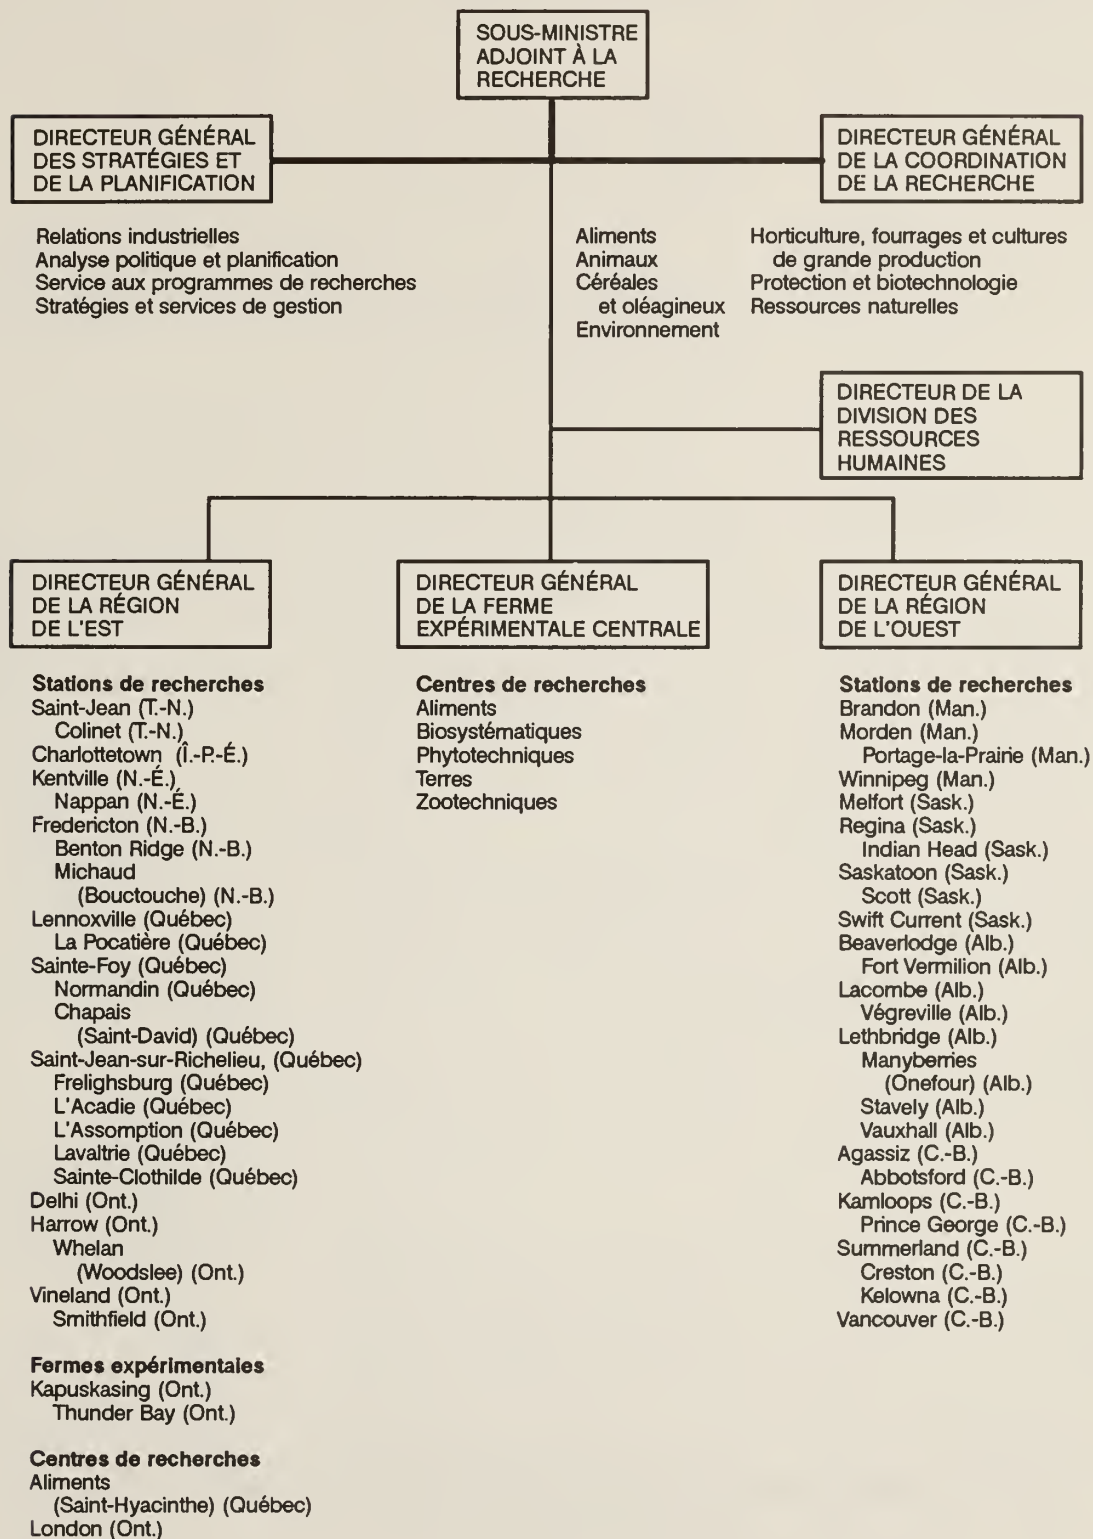 SOUS-MINISTRE
ADJOINT À LA
RECHERCHE
DIRECTEUR GÉNÉRAL
DES STRATÉGIES ET
DE LA PLANIFICATION
DIRECTEUR GÉNÉRAL
DE LA COORDINATION
DE LA RECHERCHE
Relations industrielles
Analyse politique et planification
Service aux programmes de recherches
Stratégies et services de gestion
Aliments
Animaux
Céréales
et oléagineux
Environnement
Horticulture, fourrages et cultures
de grande production
Protection et biotechnologie
Ressources naturelles
DIRECTEUR DE LA
DIVISION DES
RESSOURCES
HUMAINES
DIRECTEUR GÉNÉRAL
DE LA RÉGION
DE L'EST
DIRECTEUR GÉNÉRAL
DE LA FERME
EXPÉRIMENTALE CENTRALE
DIRECTEUR GÉNÉRAL
DE LA RÉGION
DE L'OUEST
Stations de recherches
Saint-Jean (T.-N.)
Colinet (T.-N.)
Charlottetown (Î.-P.-É.)
Kentville (N.-É.)
Nappan (N.-É.)
Fredericton (N.-B.)
Benton Ridge (N.-B.)
Michaud
(Bouctouche) (N.-B.)
Lennoxville (Québec)
La Pocatière (Québec)
Sainte-Foy (Québec)
Normandin (Québec)
Chapais
(Saint-David) (Québec)
Saint-Jean-sur-Richelieu, (Québec)
Frelighsburg (Québec)
L'Acadie (Québec)
L'Assomption (Québec)
Lavaltrie (Québec)
Sainte-Clothilde (Québec)
Delhi (Ont.)
Harrow (Ont.)
Whelan
(Woodslee) (Ont.)
Vineland (Ont.)
Smithfield (Ont.)
Fermes expérimentales
Kapuskasing (Ont.)
Thunder Bay (Ont.)
Centres de recherches
Aliments
(Saint-Hyacinthe) (Québec)
London (Ont.)
Centres de recherches
Aliments
Biosystématiques
Phytotechniques
Terres
Zootechniques
Stations de recherches
Brandon (Man.)
Morden (Man.)
Portage-la-Prairie (Man.)
Winnipeg (Man.)
Melfort (Sask.)
Regina (Sask.)
Indian Head (Sask.)
Saskatoon (Sask.)
Scott (Sask.)
Swift Current (Sask.)
Beaverlodge (Alb.)
Fort Vermilion (Alb.)
Lacombe (Alb.)
Végreville (Alb.)
Lethbridge (Alb.)
Manyberries
(Onefour) (Alb.)
Stavely (Alb.)
Vauxhall (Alb.)
Agassiz (C.-B.)
Abbotsford (C.-B.)
Kamloops (C.-B.)
Prince George (C.-B.)
Summerland (C.-B.)
Creston (C.-B.)
Kelowna (C.-B.)
Vancouver (C.-B.)